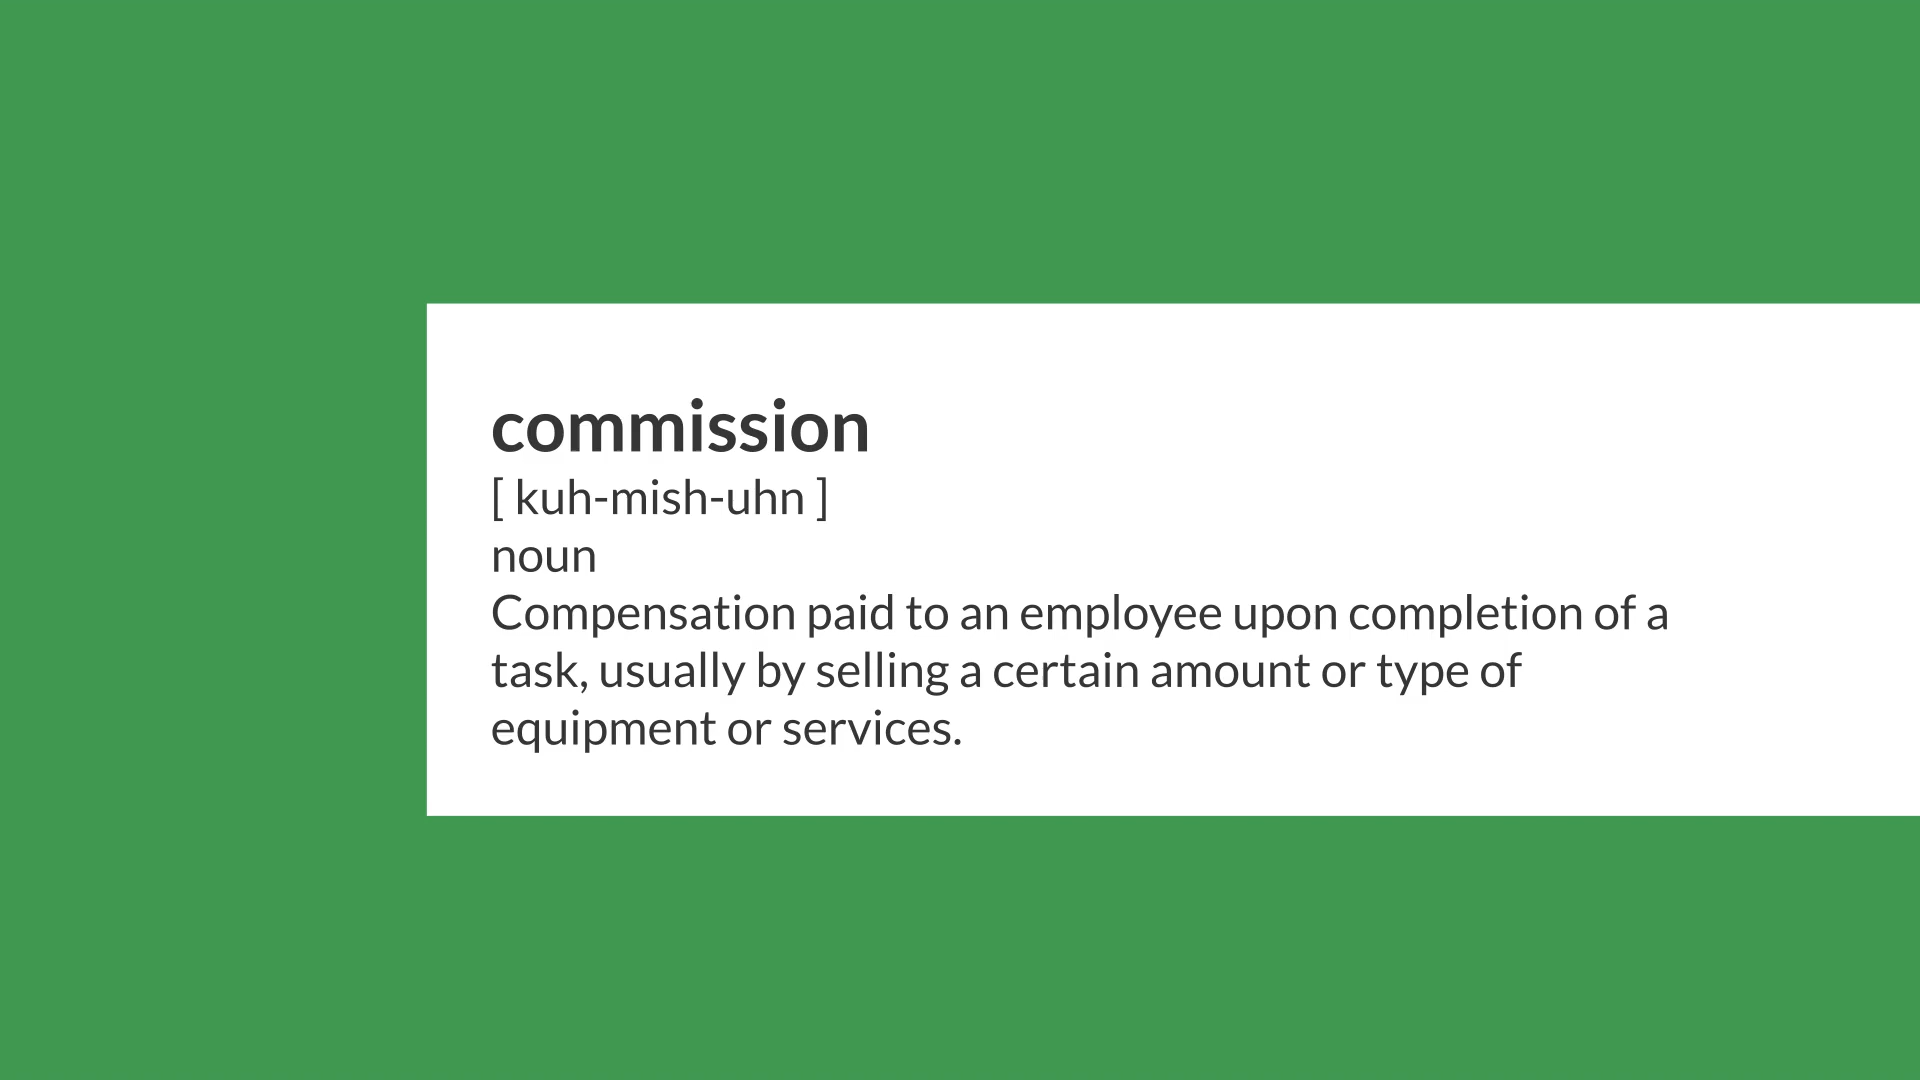 commission
[ kuh-mish-uhn ]
noun
Compensation paid to an employee upon completion of a
task, usually by selling a certain amount or type of
equipment or services.